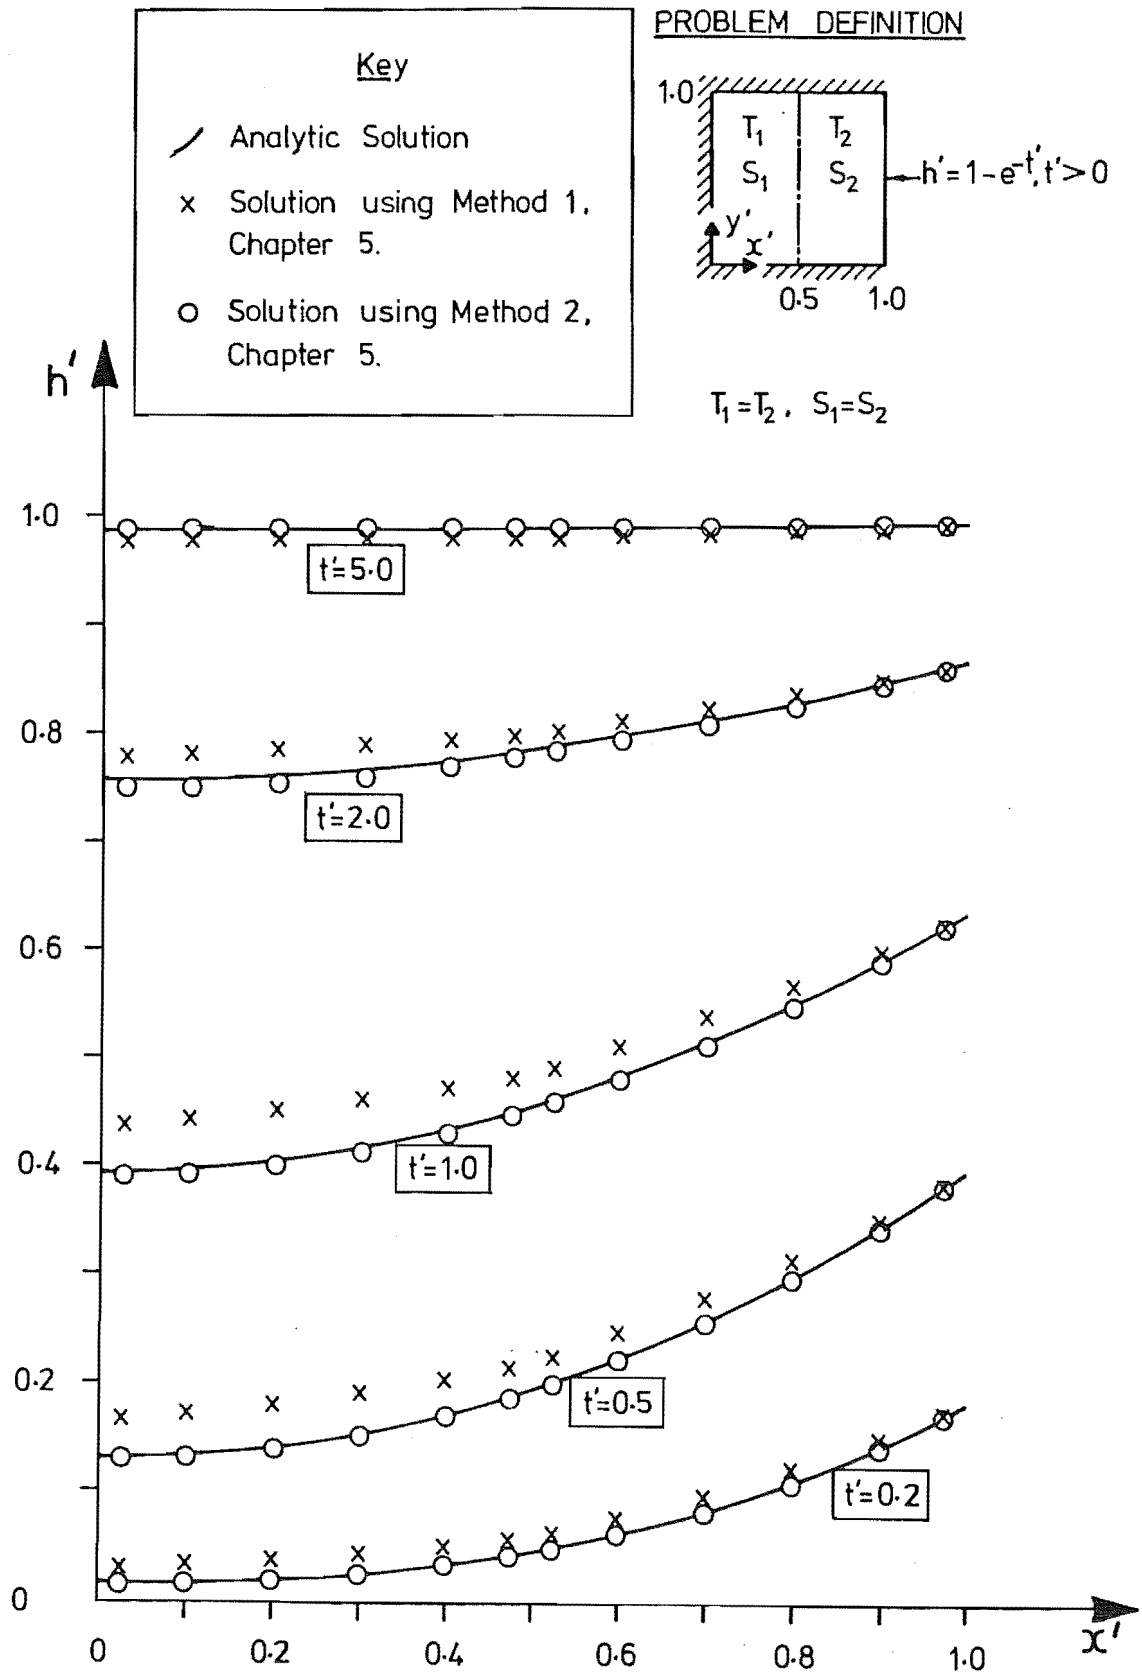 PROBLEM DEFINITION
Key
Analytic Solution
x Solution using Method 1,
Chapter 5.
O Solution using Method 2,
Chapter 5.
1·0
T₁ T₂
S₁ S₂
h′=1-e^-t′, t′>0
y′
x′
0·5 1·0
T₁=T₂, S₁=S₂
h′
1·0
t′=5·0
0·8
t′=2·0
0·6
0·4
t′=1·0
0·2
t′=0·5
t′=0·2
0
0 0·2 0·4 0·6 0·8 1·0
x′